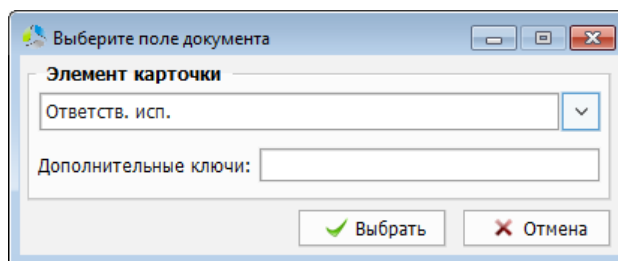 Выберите поле документа
Элемент карточки
Ответств. исп.
Дополнительные ключи:
Выбрать Отмена